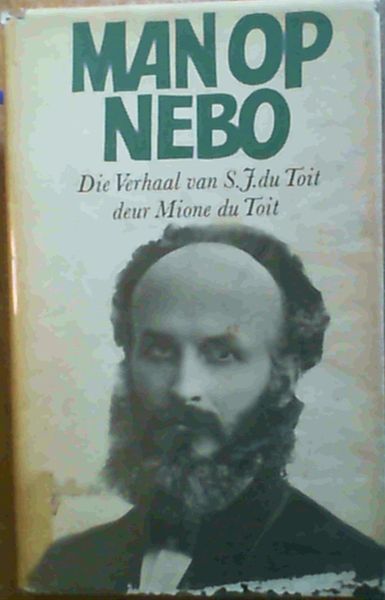 MAN OP
NEBO
Die Verhaal van S.J. du Toit
deur Mione du Toit